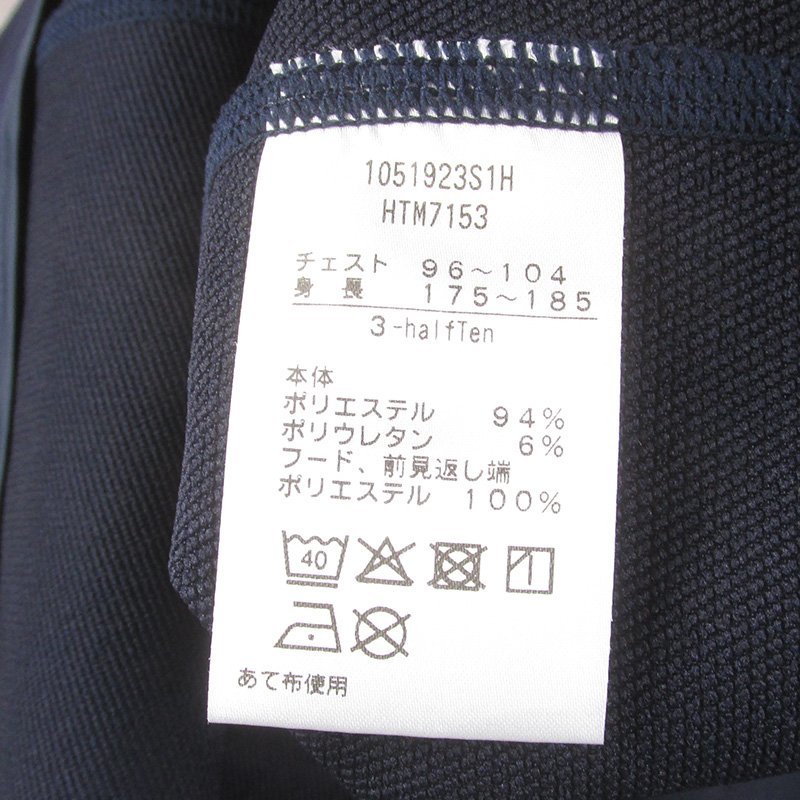 1051923S1H
HTM7153
チェスト 96～104
身長 175～185
3-halfTen
本体
ポリエステル 94%
ポリウレタン 6%
フード、前見返し端
ポリエステル 100%
40
あて布使用